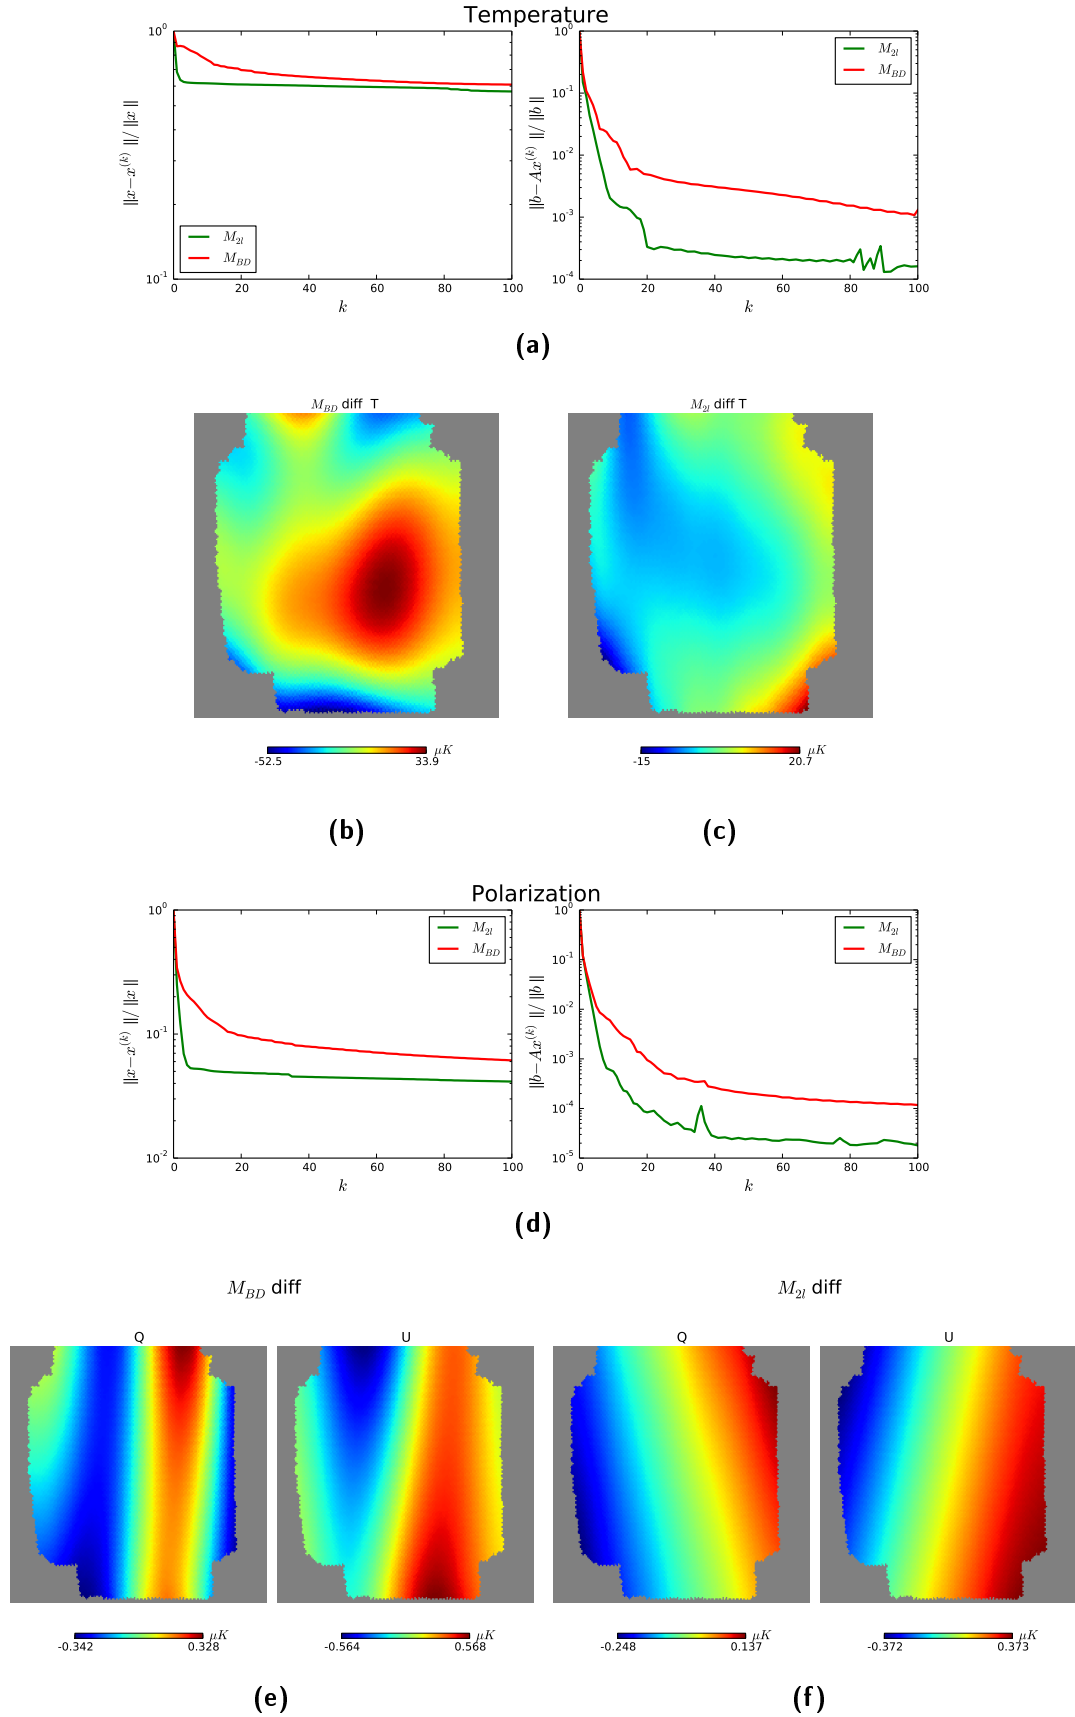 Temperature
10^0
10^-1
‖x−x^(k)‖/‖x‖
M_2l
M_BD
0 20 40 60 80 100
k
10^0
10^-1
10^-2
10^-3
10^-4
‖b−Ax^(k)‖/‖b‖
M_2l
M_BD
0 20 40 60 80 100
k
(a)
M_BD diff T
-52.5 33.9 μK
(b)
M_2l diff T
-15 20.7 μK
(c)
Polarization
10^0
10^-1
10^-2
‖x−x^(k)‖/‖x‖
M_2l
M_BD
0 20 40 60 80 100
k
10^0
10^-1
10^-2
10^-3
10^-4
10^-5
‖b−Ax^(k)‖/‖b‖
M_2l
M_BD
0 20 40 60 80 100
k
(d)
M_BD diff
Q
-0.342 0.328 μK
U
-0.564 0.568 μK
(e)
M_2l diff
Q
-0.248 0.137 μK
U
-0.372 0.373 μK
(f)